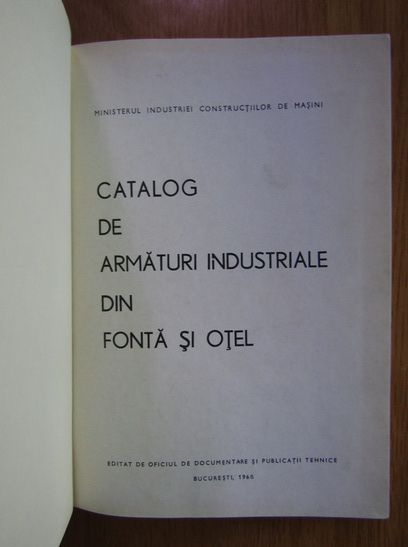 MINISTERUL INDUSTRIEI CONSTRUCȚIILOR DE MAȘINI
CATALOG
DE
ARMĂTURI INDUSTRIALE
DIN
FONTĂ ȘI OȚEL
EDITAT DE OFICIUL DE DOCUMENTARE ȘI PUBLICAȚII TEHNICE
BUCUREȘTI, 1966